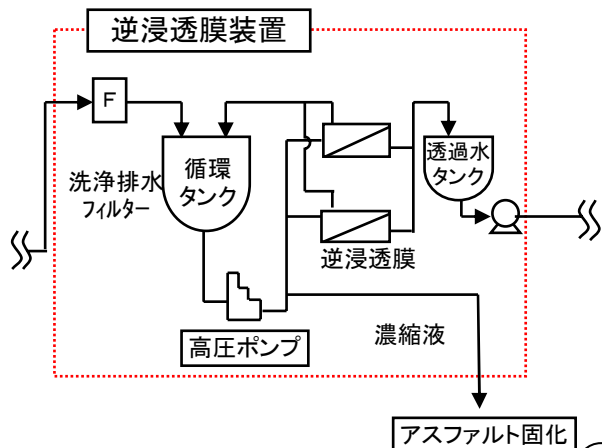 逆浸透膜装置
F
洗浄排水
フィルター
循環
タンク
透過水
タンク
逆浸透膜
高圧ポンプ
濃縮液
アスファルト固化